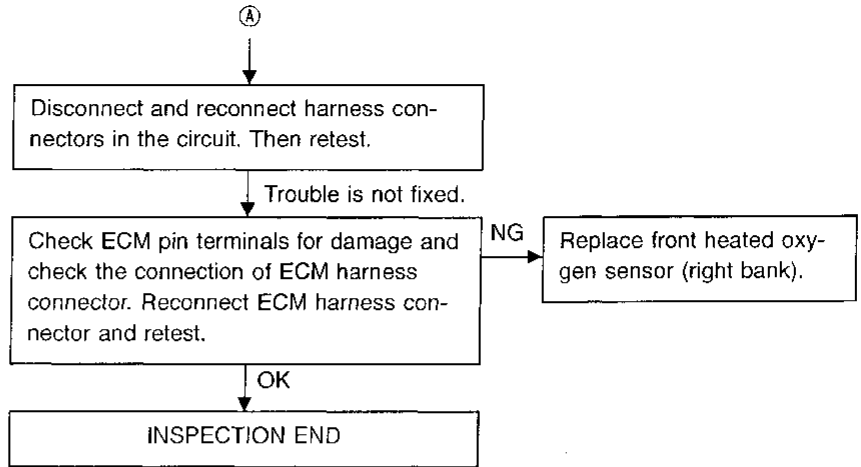 Ⓐ
Disconnect and reconnect harness con-
nectors in the circuit. Then retest.
Trouble is not fixed.
Check ECM pin terminals for damage and
check the connection of ECM harness
connector. Reconnect ECM harness con-
nector and retest.
NG
Replace front heated oxy-
gen sensor (right bank).
OK
INSPECTION END